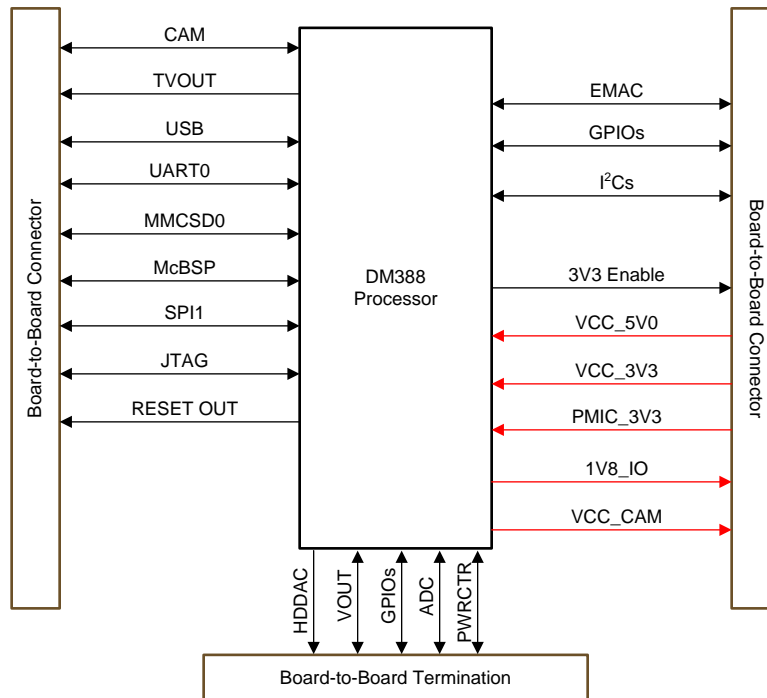 CAM
TVOUT
USB
UART0
MMCSD0
McBSP
SPI1
JTAG
RESET OUT
Board-to-Board Connector
DM388
Processor
EMAC
GPIOs
I²Cs
3V3 Enable
VCC_5V0
VCC_3V3
PMIC_3V3
1V8_IO
VCC_CAM
Board-to-Board Connector
HDDAC
VOUT
GPIOs
ADC
PWRCTR
Board-to-Board Termination